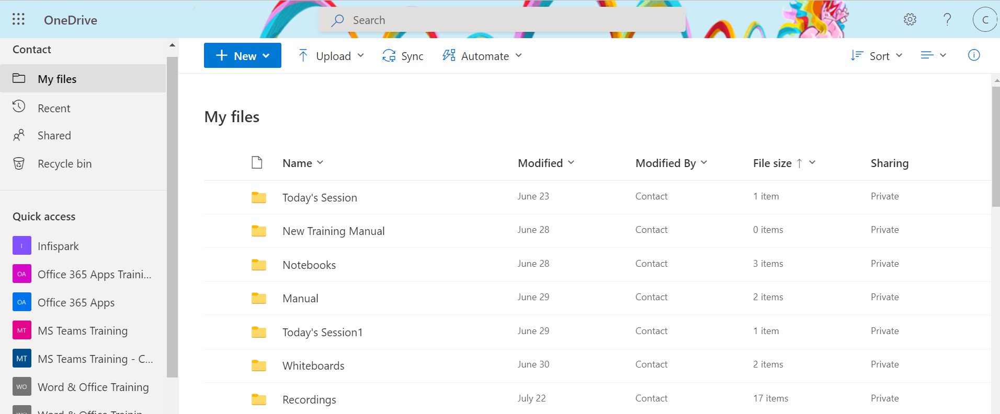 OneDrive
Search
C
Contact
My files
Recent
Shared
Recycle bin
Quick access
I Infispark
OA Office 365 Apps Traini...
OA Office 365 Apps
MT MS Teams Training
MT MS Teams Training - C...
WO Word & Office Training
Word & Office Trainin
New
Upload
Sync
Automate
Sort
My files
Name Modified Modified By File size ↑ Sharing
Today's Session June 23 Contact 1 item Private
New Training Manual June 28 Contact 0 items Private
Notebooks June 28 Contact 3 items Private
Manual June 29 Contact 2 items Private
Today's Session1 June 29 Contact 1 item Private
Whiteboards June 30 Contact 2 items Private
Recordings July 22 Contact 17 items Private